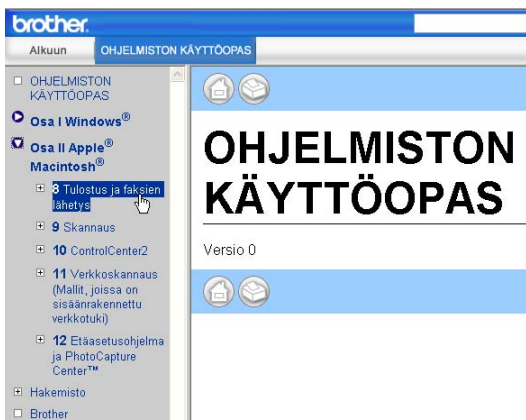 brother.
Alkuun OHJELMISTON KÄYTTÖOPAS
OHJELMISTON
KÄYTTÖOPAS
Osa I Windows®
Osa II Apple®
Macintosh®
8 Tulostus ja faksien
lähetys
9 Skannaus
10 ControlCenter2
11 Verkkoskannaus
(Mallit, joissa on
sisäänrakennettu
verkkotuki)
12 Etäasetusohjelma
ja PhotoCapture
Center™
Hakemisto
Brother
OHJELMISTON
KÄYTTÖOPAS
Versio 0